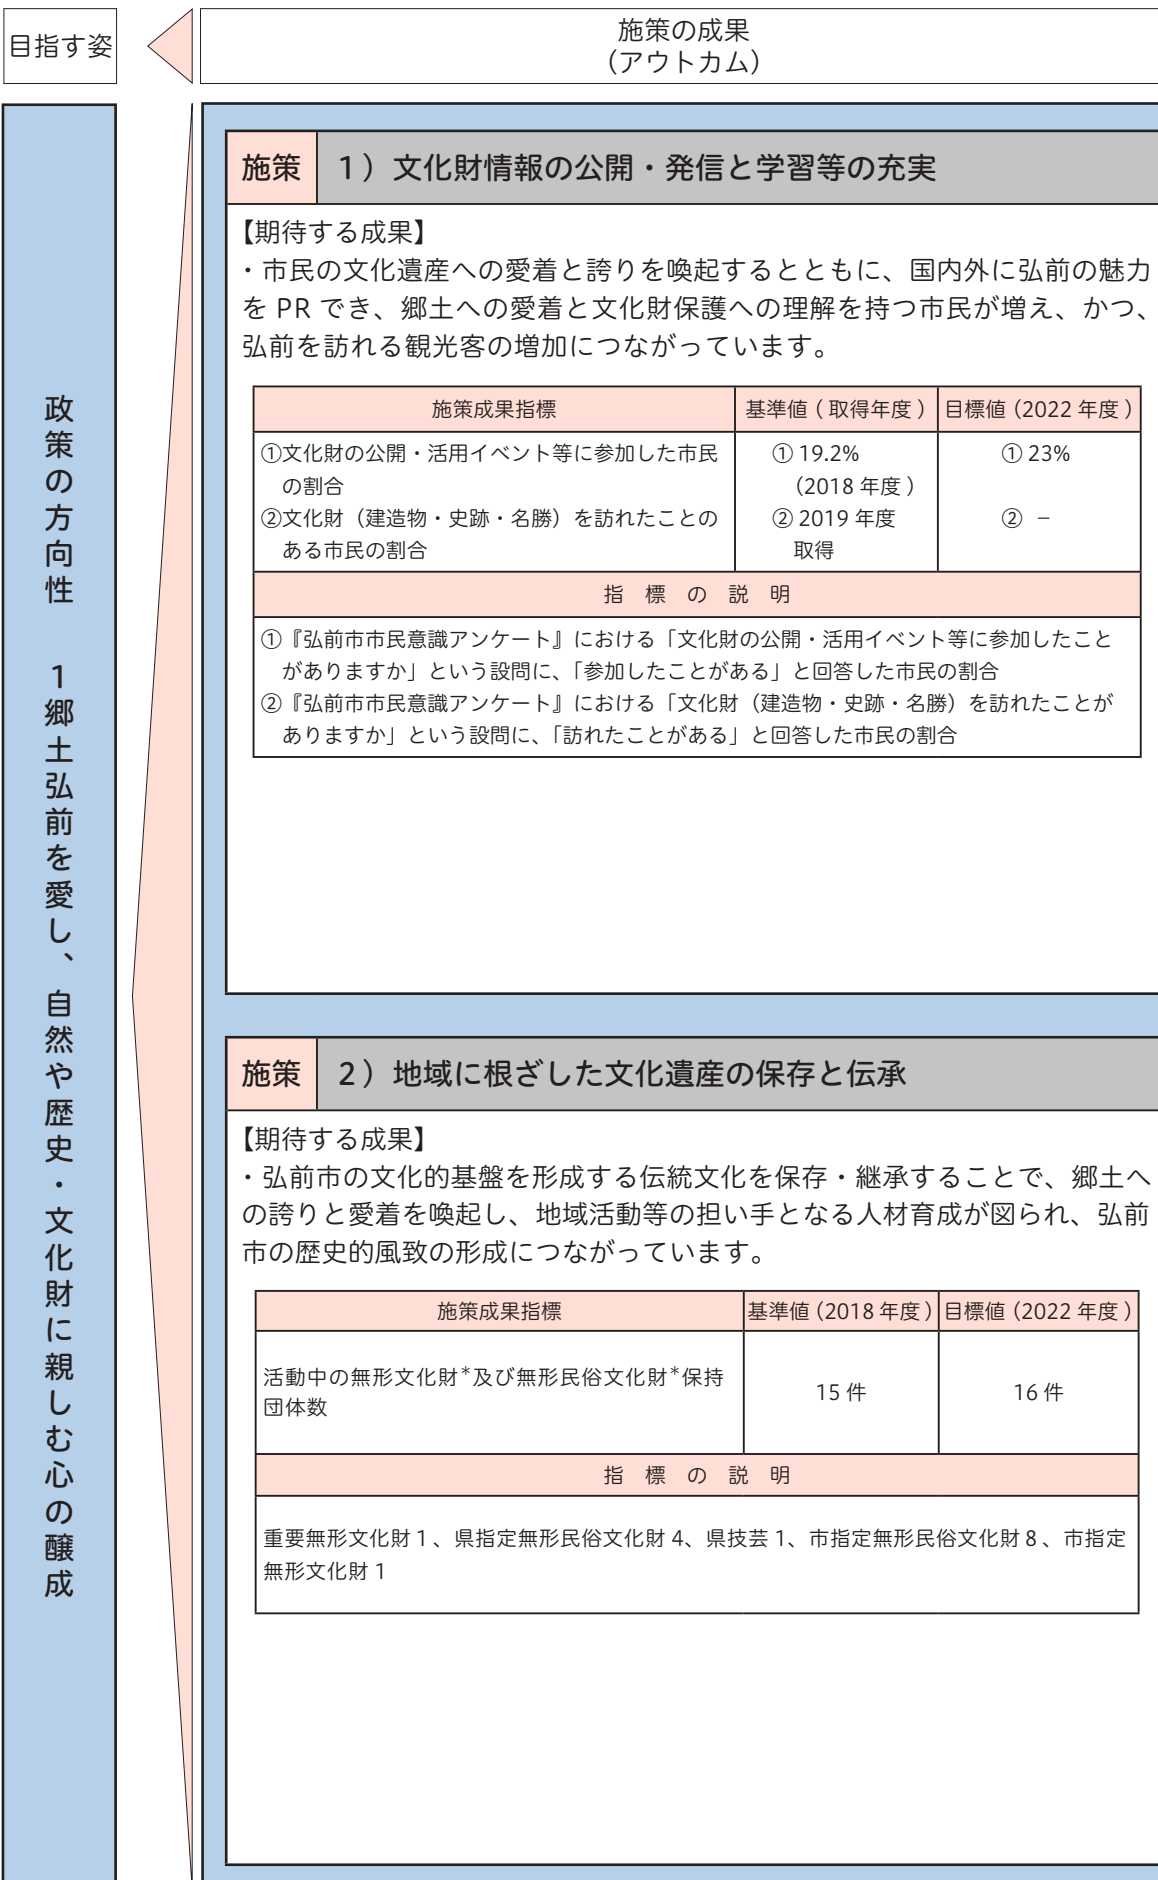 目指す姿
施策の成果
（アウトカム）
政策の方向性　1郷土弘前を愛し、自然や歴史・文化財に親しむ心の醸成
施策　1）文化財情報の公開・発信と学習等の充実
【期待する成果】
・市民の文化遺産への愛着と誇りを喚起するとともに、国内外に弘前の魅力
を PR でき、郷土への愛着と文化財保護への理解を持つ市民が増え、かつ、
弘前を訪れる観光客の増加につながっています。
施策成果指標　基準値 ( 取得年度 )　目標値 (2022 年度 )
①文化財の公開・活用イベント等に参加した市民　① 19.2%　① 23%
の割合　（2018 年度 ）
②文化財（建造物・史跡・名勝）を訪れたことの　② 2019 年度　② －
ある市民の割合　取得
指　標　の　説　明
①『弘前市市民意識アンケート』における「文化財の公開・活用イベント等に参加したこと
がありますか」という設問に、「参加したことがある」と回答した市民の割合
②『弘前市市民意識アンケート』における「文化財（建造物・史跡・名勝）を訪れたことが
ありますか」という設問に、「訪れたことがある」と回答した市民の割合
施策　2）地域に根ざした文化遺産の保存と伝承
【期待する成果】
・弘前市の文化的基盤を形成する伝統文化を保存・継承することで、郷土へ
の誇りと愛着を喚起し、地域活動等の担い手となる人材育成が図られ、弘前
市の歴史的風致の形成につながっています。
施策成果指標　基準値 (2018 年度 )　目標値 (2022 年度 )
活動中の無形文化財*及び無形民俗文化財*保持
団体数　15 件　16 件
指　標　の　説　明
重要無形文化財 1 、県指定無形民俗文化財 4、県技芸 1、市指定無形民俗文化財 8 、市指定
無形文化財 1